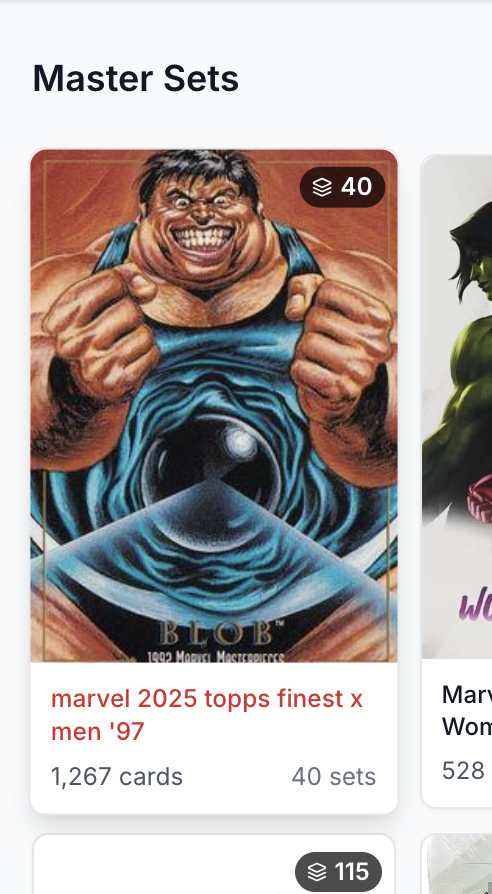 Master Sets
40
BLOB™
1992 MARVEL MASTERPIECES
marvel 2025 topps finest x
men '97
1,267 cards
40 sets
Marv
Wom
528
115